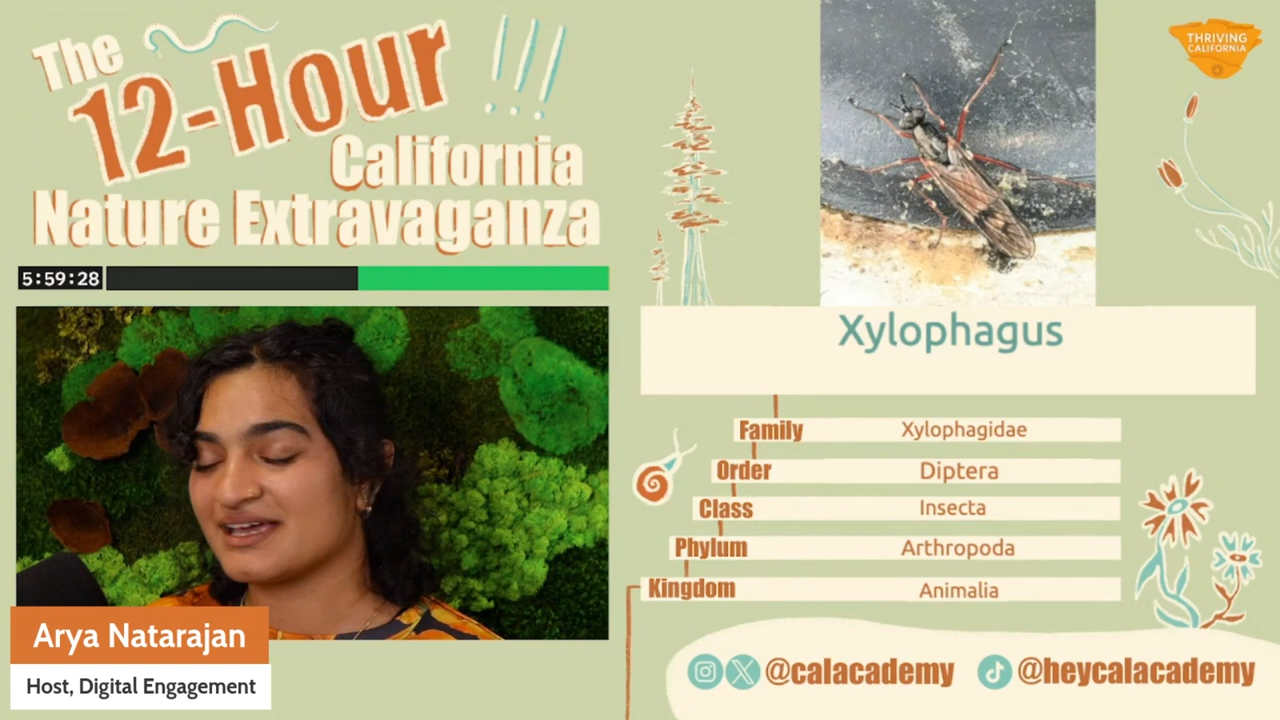 The
12-Hour
!!!
California
Nature Extravaganza
5:59:28
THRIVING
CALIFORNIA
Xylophagus
Family Xylophagidae
Order Diptera
Class Insecta
Phylum Arthropoda
Kingdom Animalia
Arya Natarajan
Host, Digital Engagement
@calacademy @heycalacademy